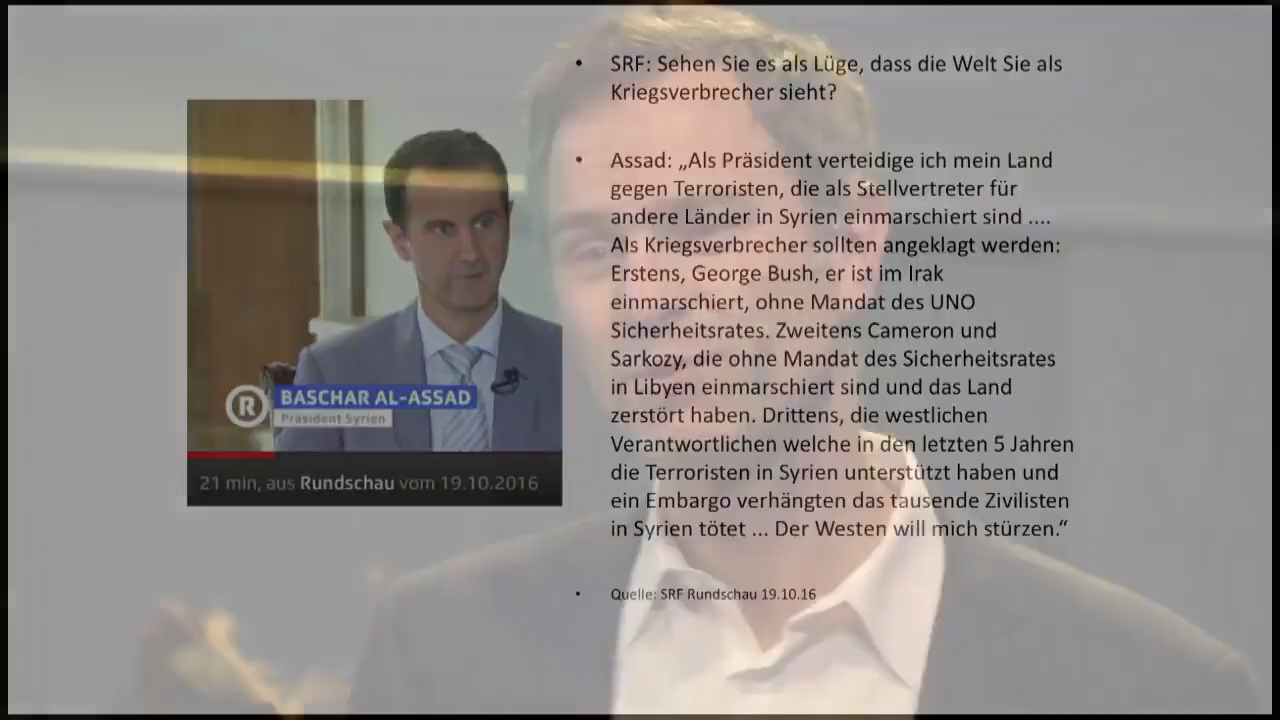 SRF: Sehen Sie es als Lüge, dass die Welt Sie als
Kriegsverbrecher sieht?
Assad: „Als Präsident verteidige ich mein Land
gegen Terroristen, die als Stellvertreter für
andere Länder in Syrien einmarschiert sind ....
Als Kriegsverbrecher sollten angeklagt werden:
Erstens, George Bush, er ist im Irak
einmarschiert, ohne Mandat des UNO
Sicherheitsrates. Zweitens Cameron und
Sarkozy, die ohne Mandat des Sicherheitsrates
in Libyen einmarschiert sind und das Land
zerstört haben. Drittens, die westlichen
Verantwortlichen welche in den letzten 5 Jahren
die Terroristen in Syrien unterstützt haben und
ein Embargo verhängten das tausende Zivilisten
in Syrien tötet ... Der Westen will mich stürzen.“
Quelle: SRF Rundschau 19.10.16
R
BASCHAR AL-ASSAD
Präsident Syrien
21 min, aus Rundschau vom 19.10.2016